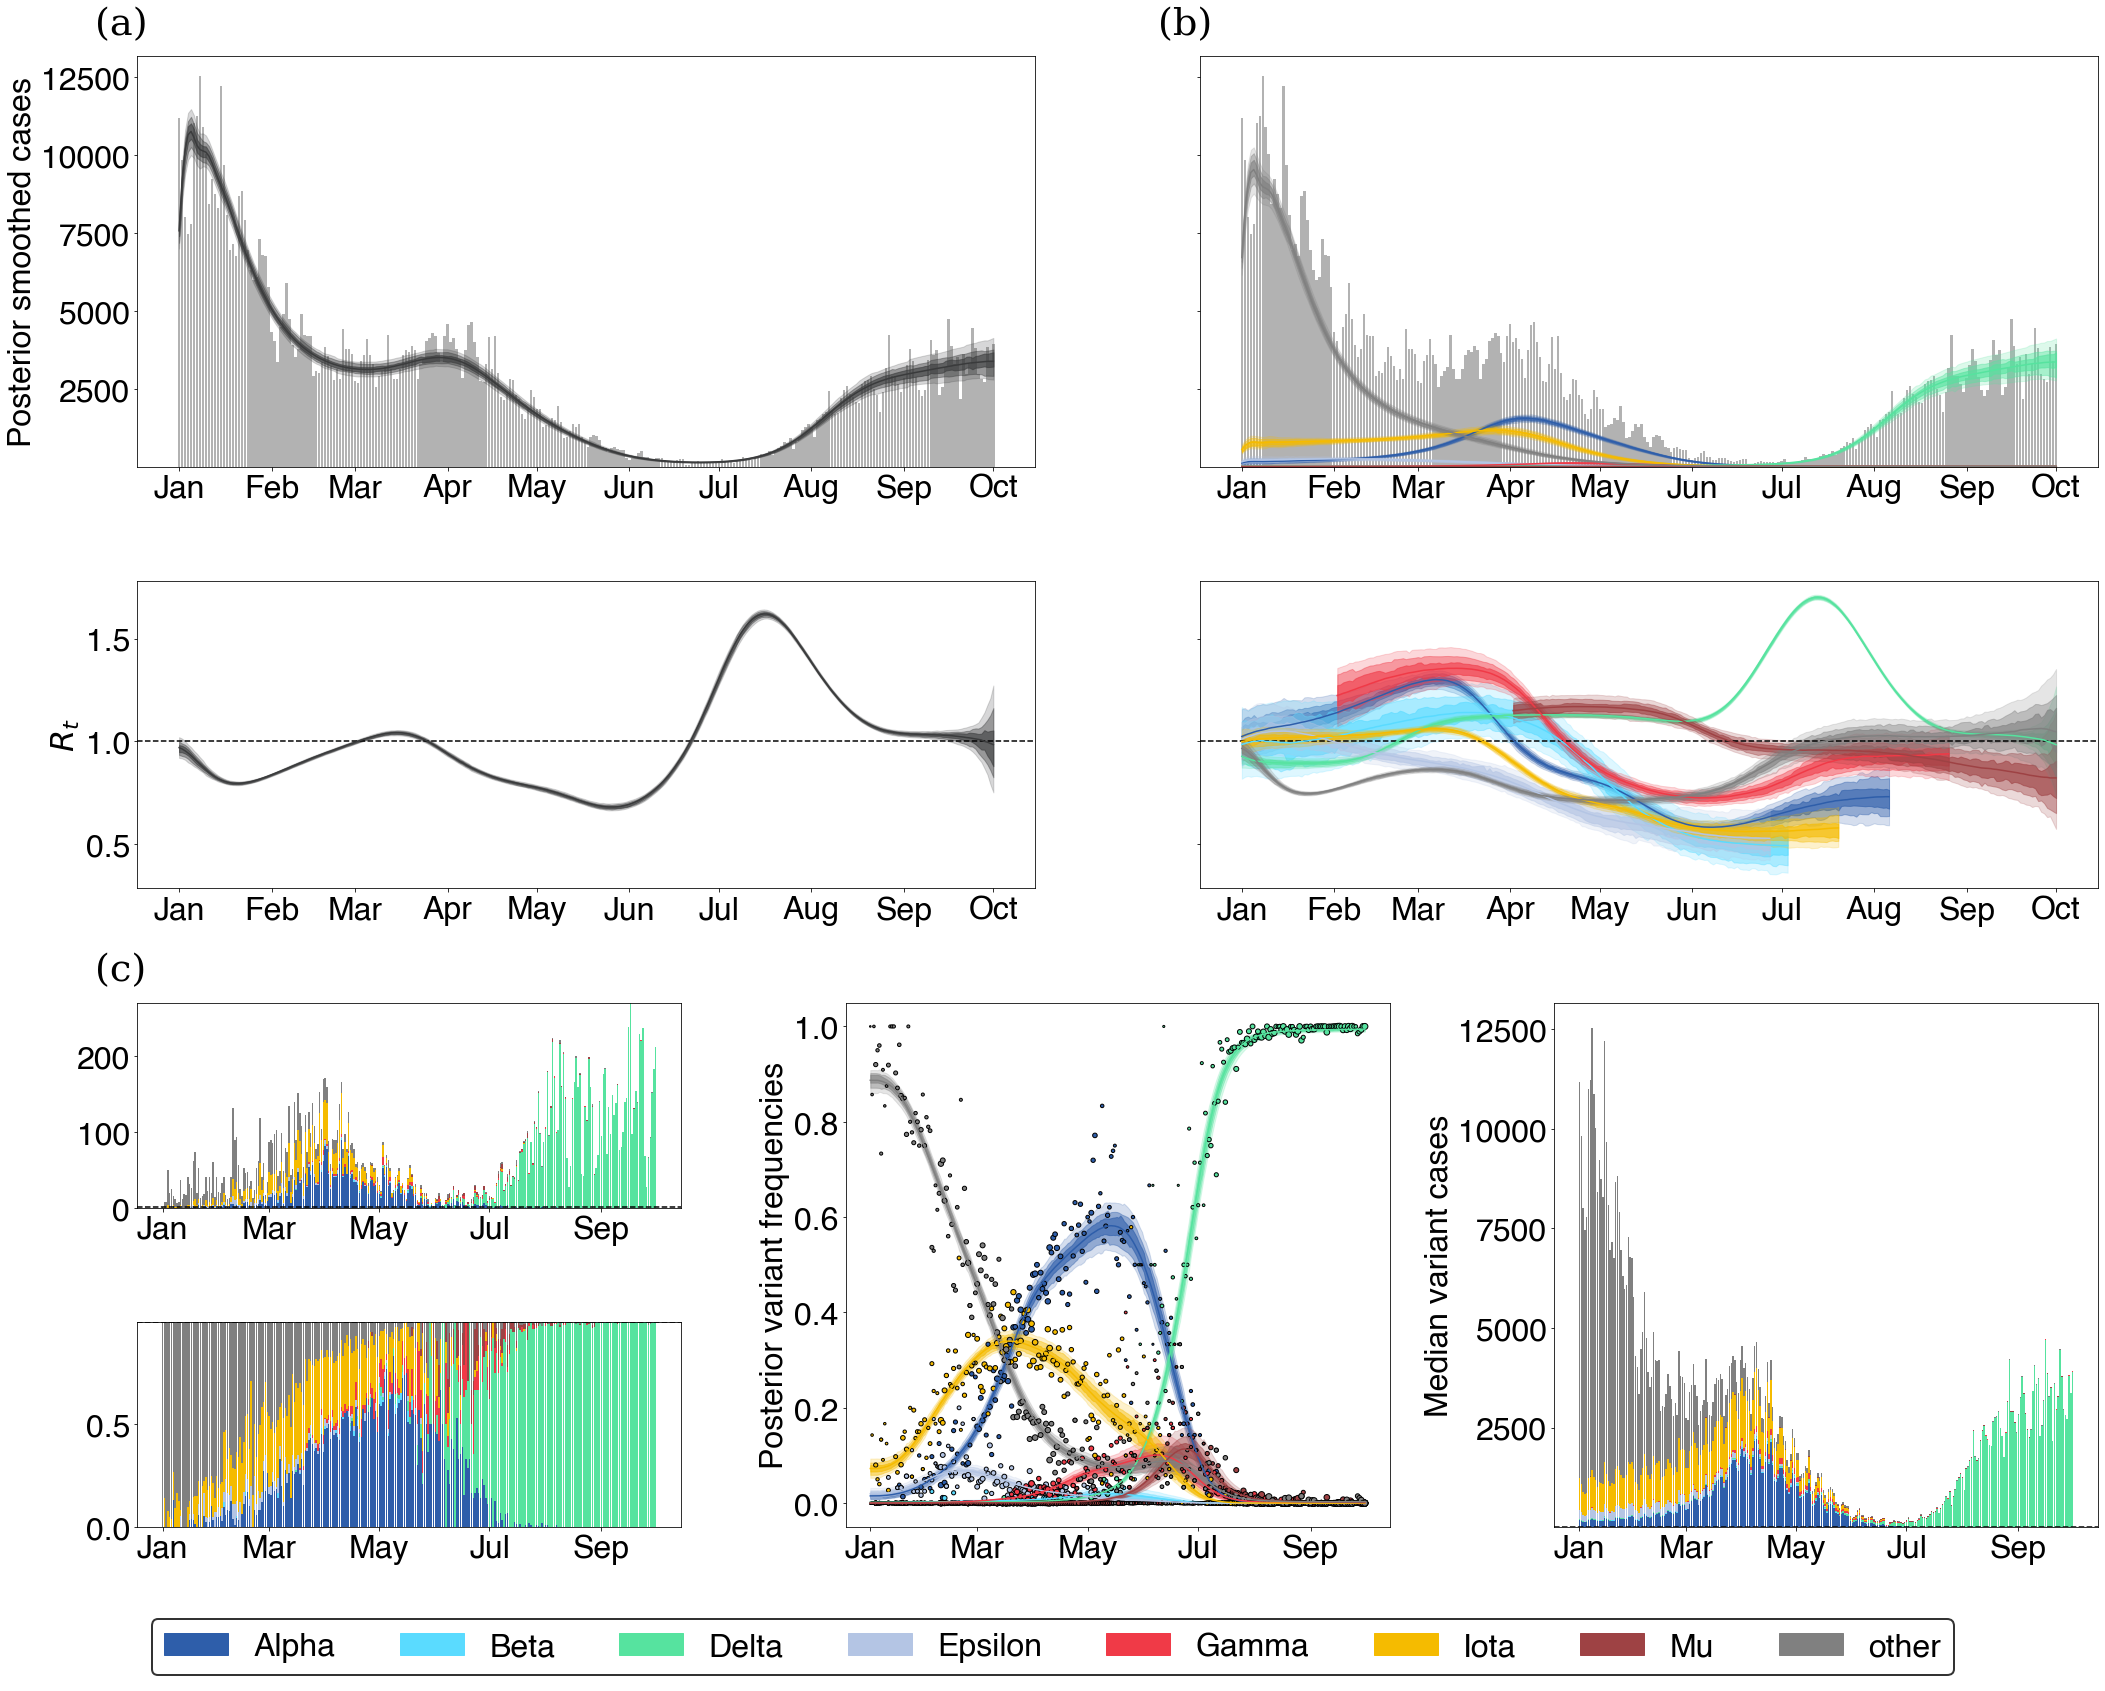 (a)
(b)
Posterior smoothed cases
12500
10000
7500
5000
2500
Jan Feb Mar Apr May Jun Jul Aug Sep Oct
Jan Feb Mar Apr May Jun Jul Aug Sep Oct
Rt
1.5
1.0
0.5
Jan Feb Mar Apr May Jun Jul Aug Sep Oct
Jan Feb Mar Apr May Jun Jul Aug Sep Oct
(c)
200
100
0
Jan Mar May Jul Sep
0.5
0.0
Jan Mar May Jul Sep
Posterior variant frequencies
1.0
0.8
0.6
0.4
0.2
0.0
Jan Mar May Jul Sep
Median variant cases
12500
10000
7500
5000
2500
Jan Mar May Jul Sep
Alpha Beta Delta Epsilon Gamma Iota Mu other